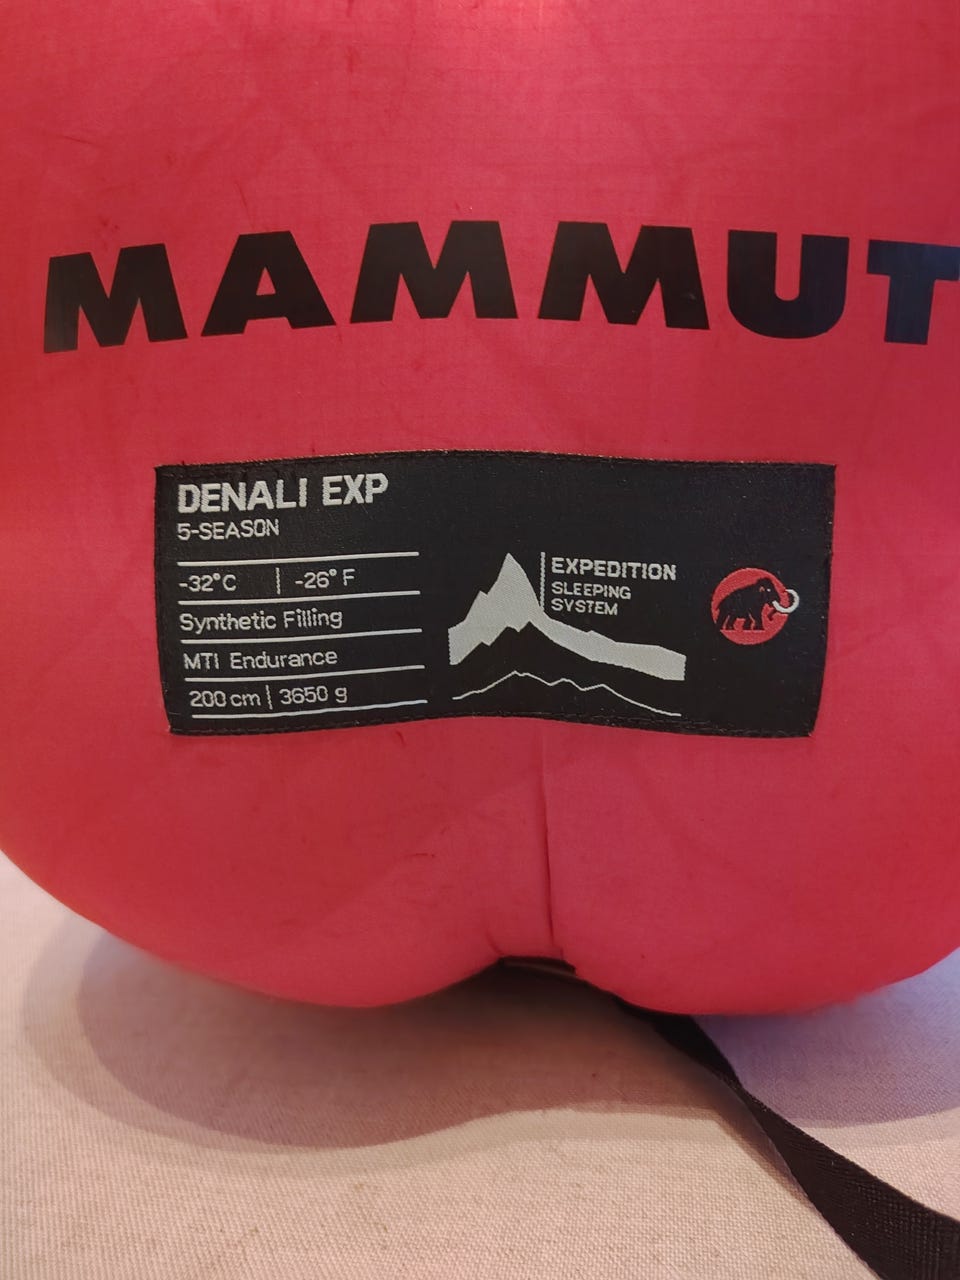 MAMMUT
DENALI EXP
5-SEASON
-32°C | -26°F
Synthetic Filling
MTI Endurance
200 cm | 3650 g
EXPEDITION
SLEEPING
SYSTEM